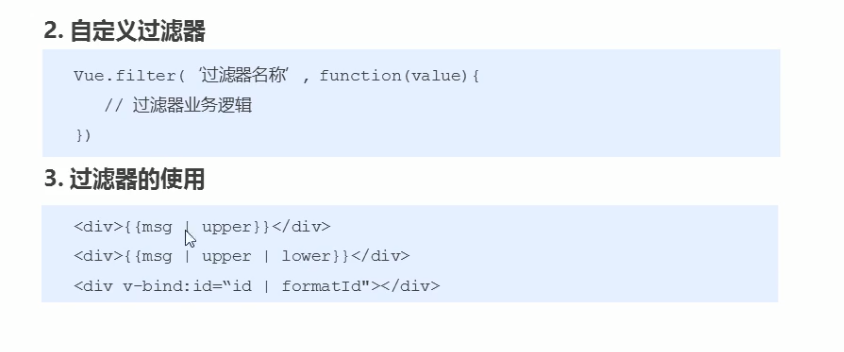 2. 自定义过滤器
Vue.filter(‘过滤器名称’, function(value){
// 过滤器业务逻辑
})
3. 过滤器的使用
<div>{{msg | upper}}</div>
<div>{{msg | upper | lower}}</div>
<div v-bind:id=“id | formatId"></div>